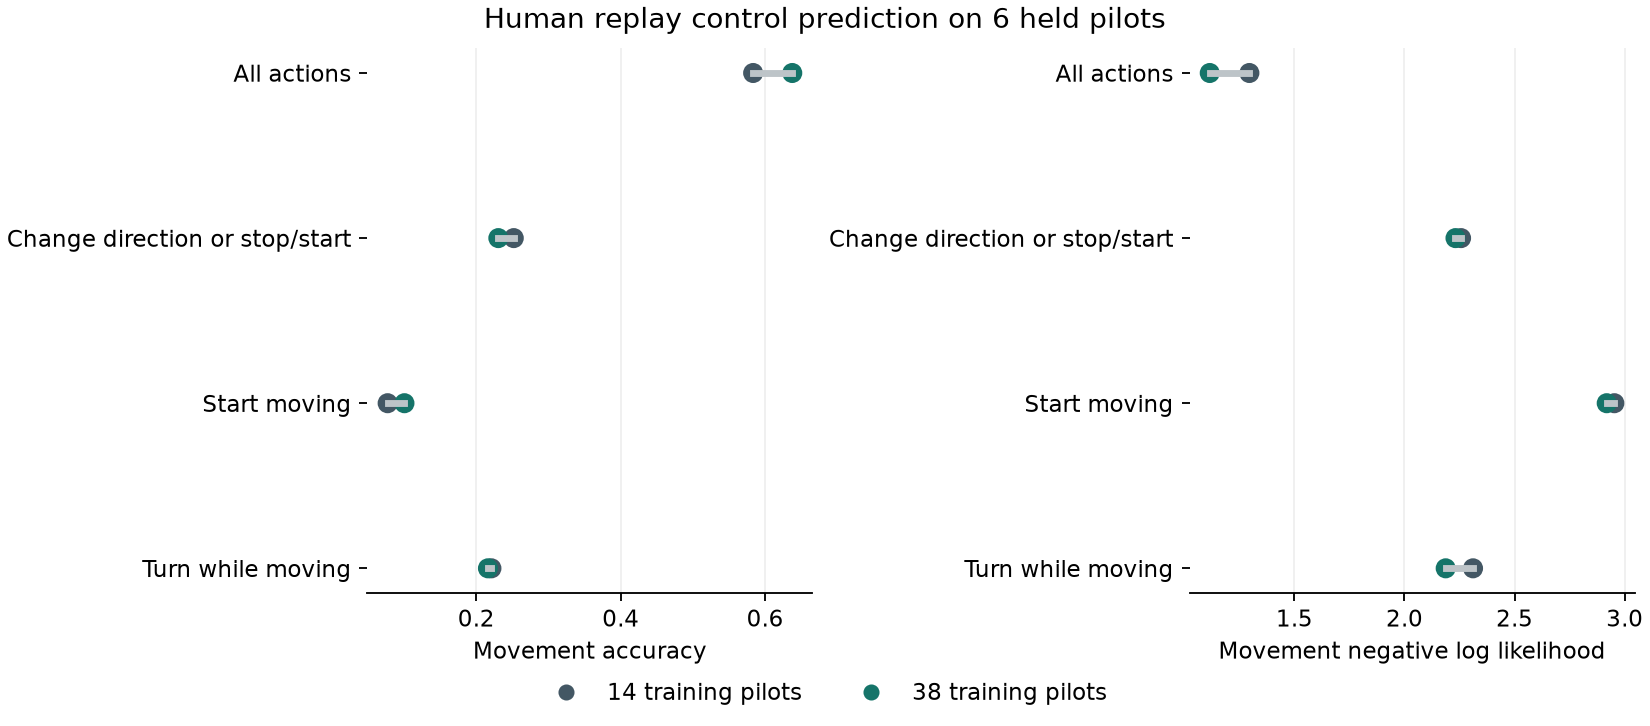 Human replay control prediction on 6 held pilots
All actions
Change direction or stop/start
Start moving
Turn while moving
0.2 0.4 0.6
Movement accuracy
All actions
Change direction or stop/start
Start moving
Turn while moving
1.5 2.0 2.5 3.0
Movement negative log likelihood
14 training pilots 38 training pilots